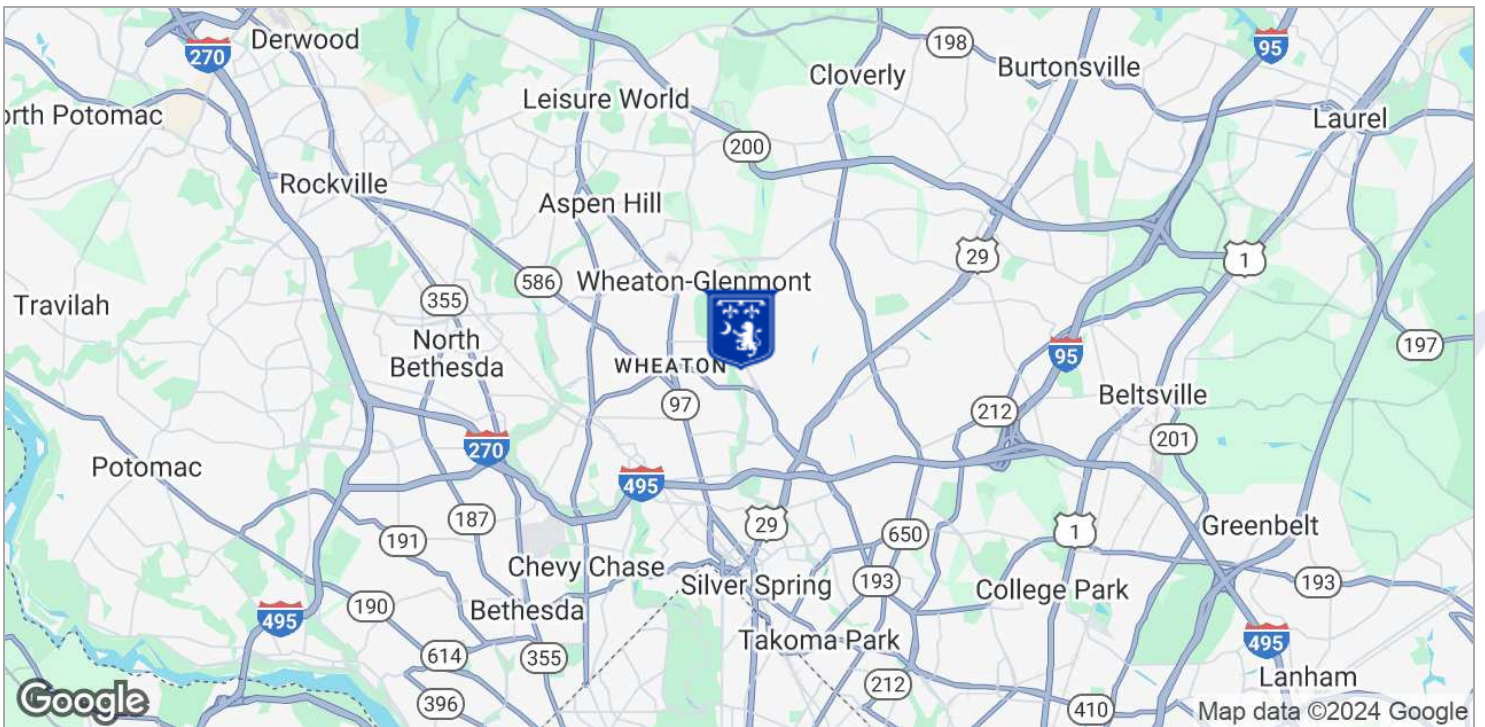 Derwood
270
198
95
Cloverly
Burtonsville
Leisure World
orth Potomac
Laurel
200
Rockville
Aspen Hill
29
1
586
Wheaton-Glenmont
355
Travilah
North
Bethesda
197
95
WHEATON
97
212
Beltsville
201
270
Potomac
495
187
29
650
1
Greenbelt
191
Chevy Chase
Silver Spring
193
College Park
193
190
Bethesda
495
Takoma Park
495
614
355
212
Lanham
396
410
Google
Map data ©2024 Google